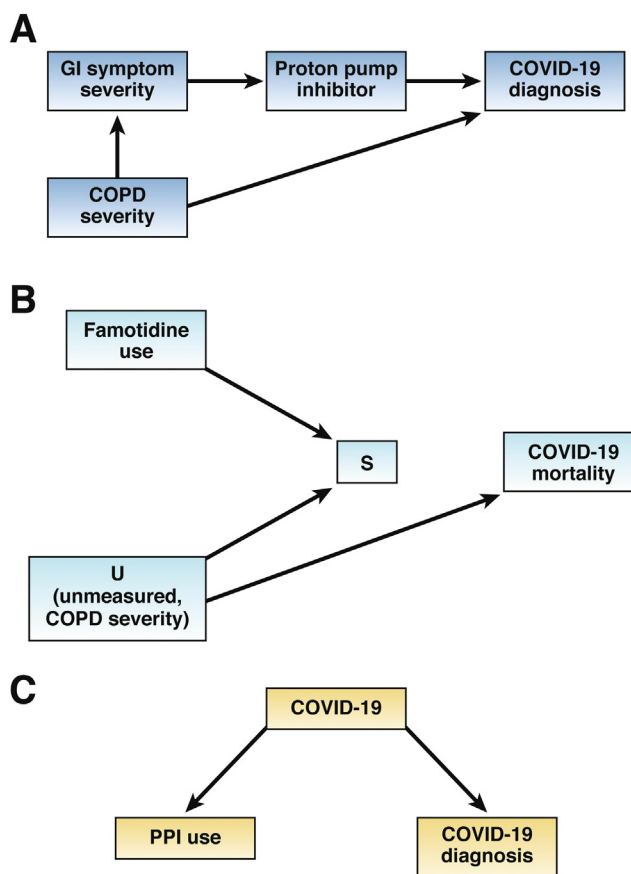 A
GI symptom
severity
Proton pump
inhibitor
COVID-19
diagnosis
COPD
severity
B
Famotidine
use
S
COVID-19
mortality
U
(unmeasured,
COPD severity)
C
COVID-19
PPI use
COVID-19
diagnosis